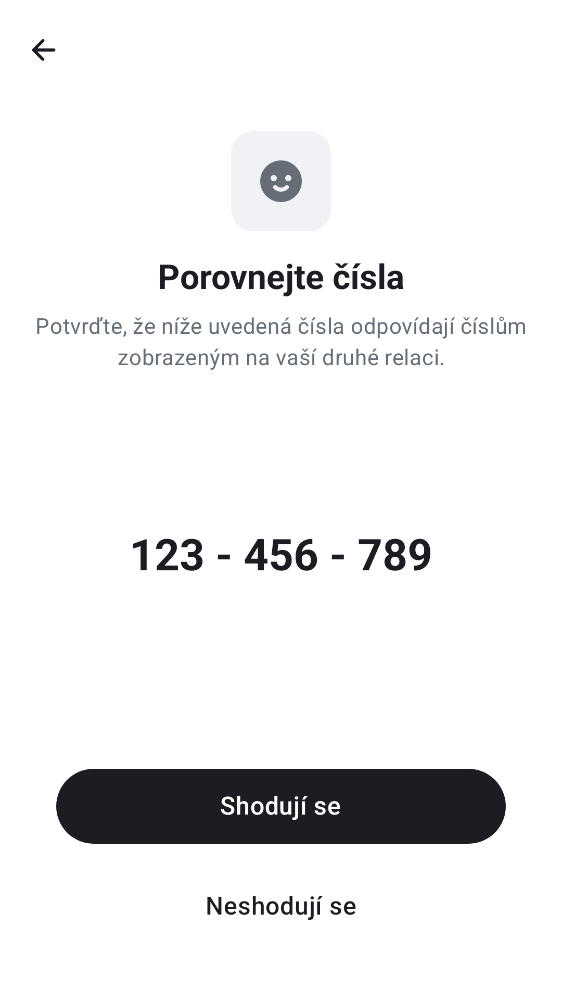 Porovnejte čísla
Potvrďte, že níže uvedená čísla odpovídají číslům
zobrazeným na vaší druhé relaci.
123 - 456 - 789
Shodují se
Neshodují se